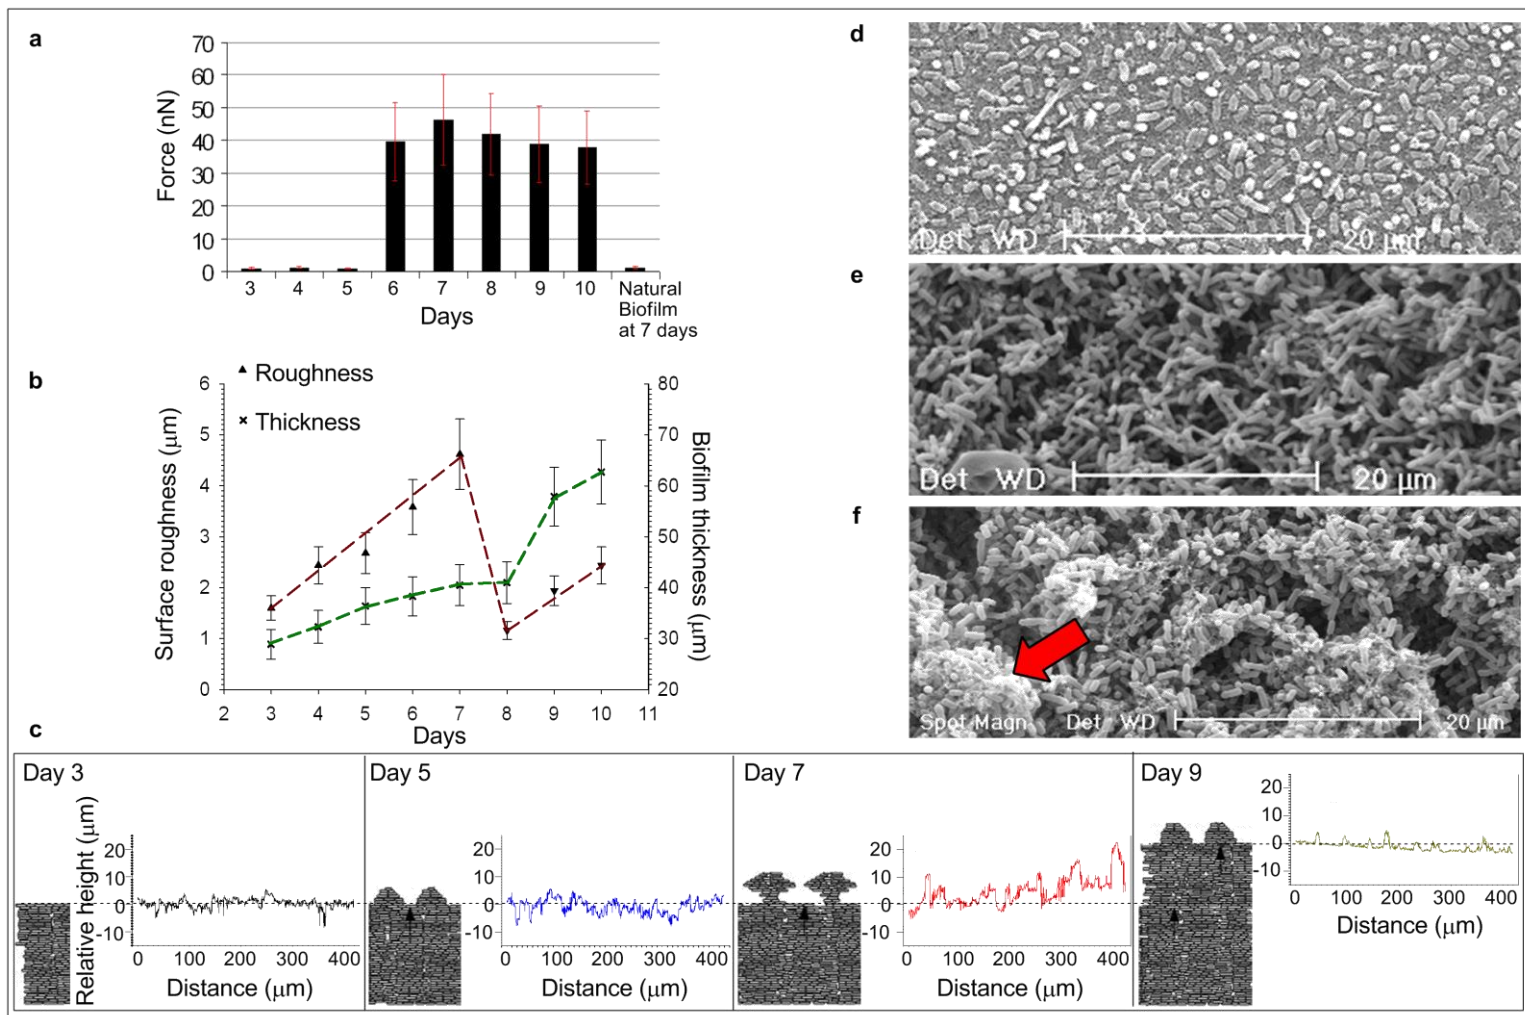 a
70
60
50
40
30
20
10
0
Force (nN)
3 4 5 6 7 8 9 10 Natural
Biofilm
at 7 days
Days
b
Roughness
Thickness
6
5
4
3
2
1
0
Surface roughness (μm)
80
70
60
50
40
30
20
Biofilm thickness (μm)
2 3 4 5 6 7 8 9 10 11
Days
c
Day 3
Relative height (μm)
20
10
0
-10
0 100 200 300 400
Distance (μm)
Day 5
20
10
0
-10
0 100 200 300 400
Distance (μm)
Day 7
20
10
0
-10
0 100 200 300 400
Distance (μm)
Day 9
20
10
0
-10
0 100 200 300 400
Distance (μm)
d
Det WD 20 μm
e
Det WD 20 μm
f
Spot Magn Det WD 20 μm